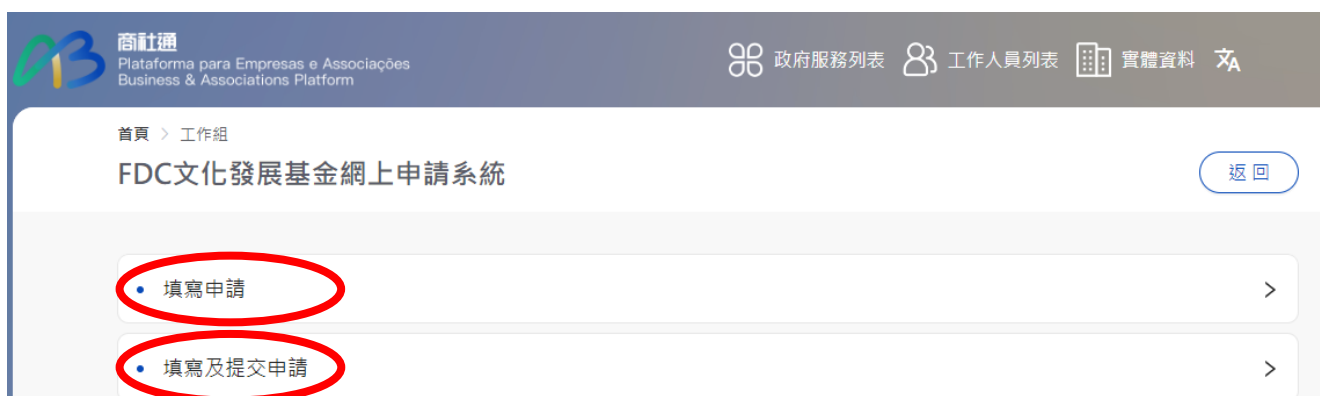 商社通
Plataforma para Empresas e Associações
Business & Associations Platform
政府服務列表 工作人員列表 實體資料 文A
首頁 > 工作組
FDC文化發展基金網上申請系統
返回
• 填寫申請 >
• 填寫及提交申請 >